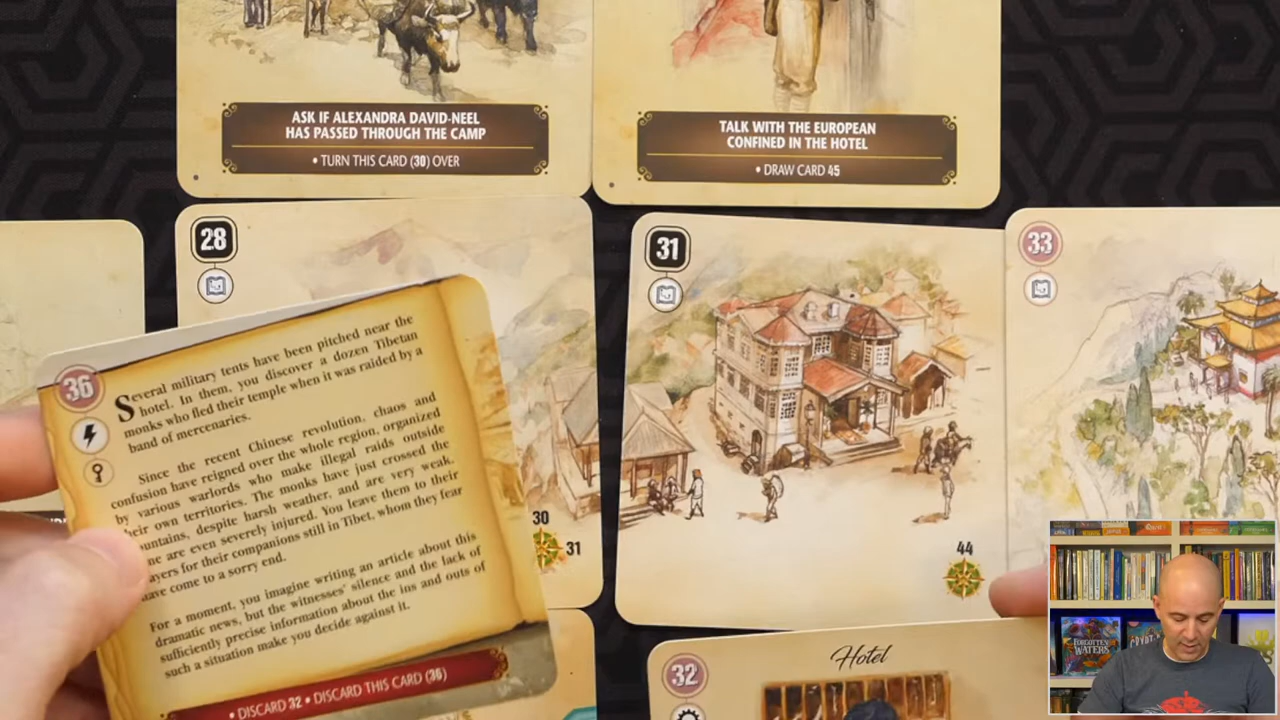 ASK IF ALEXANDRA DAVID-NEEL
HAS PASSED THROUGH THE CAMP
• TURN THIS CARD (30) OVER
TALK WITH THE EUROPEAN
CONFINED IN THE HOTEL
• DRAW CARD 45
28
31
33
36
Several military tents have been pitched near the
hotel. In them, you discover a dozen Tibetan
monks who fled their temple when it was raided by a
band of mercenaries.
Since the recent Chinese revolution, chaos and
confusion have reigned over the whole region, organized
by various warlords who make illegal raids outside
their own territories. The monks have just crossed the
despite harsh weather, and are very weak.
are even severely injured. You leave them to their
for their companions still in Tibet, whom they fear
come to a sorry end.
For a moment, you imagine writing an article about this
dramatic news, but the witnesses' silence and the lack of
sufficiently precise information about the ins and outs of
such a situation make you decide against it.
• DISCARD 32 • DISCARD THIS CARD (36)
30
31
44
32
Hotel
FORGOTTEN
WATERS